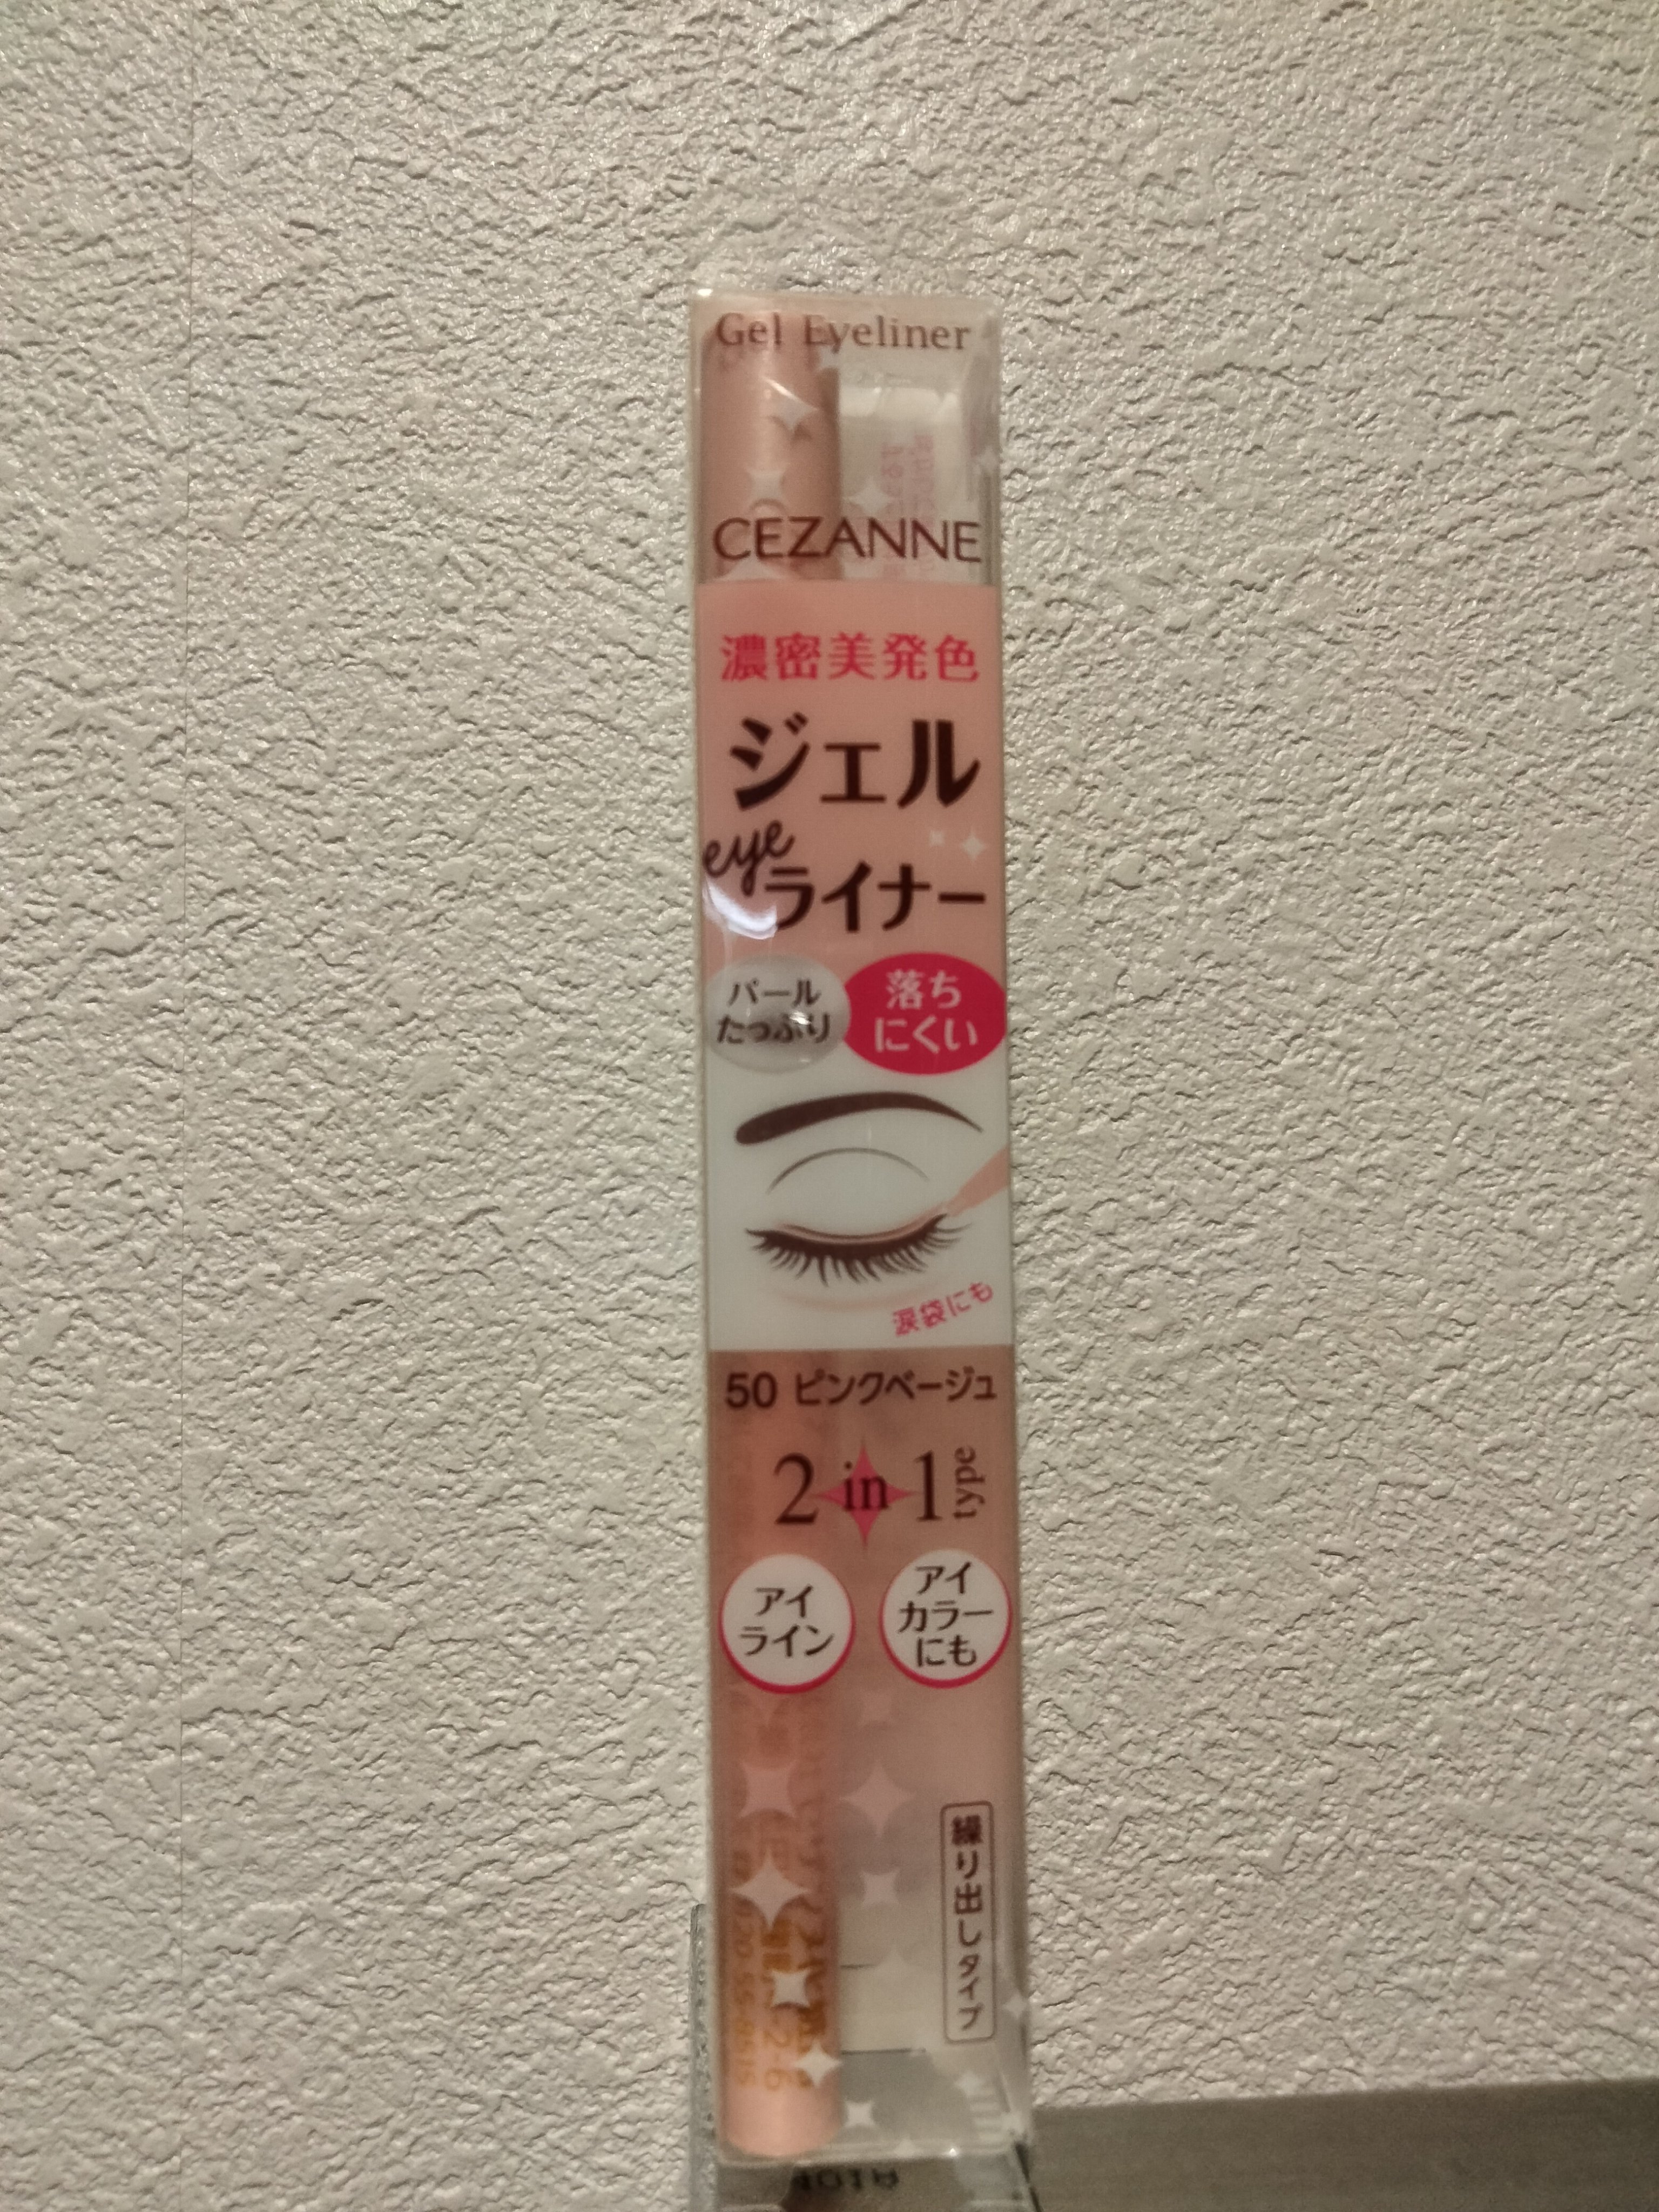 Gel Eyeliner
CEZANNE
濃密美発色
ジェル
eye
ライナー
パール
たっぷり
落ち
にくい
涙袋にも
50 ピンクベージュ
2 in 1 type
アイ
ライン
アイ
カラー
にも
繰り出しタイプ